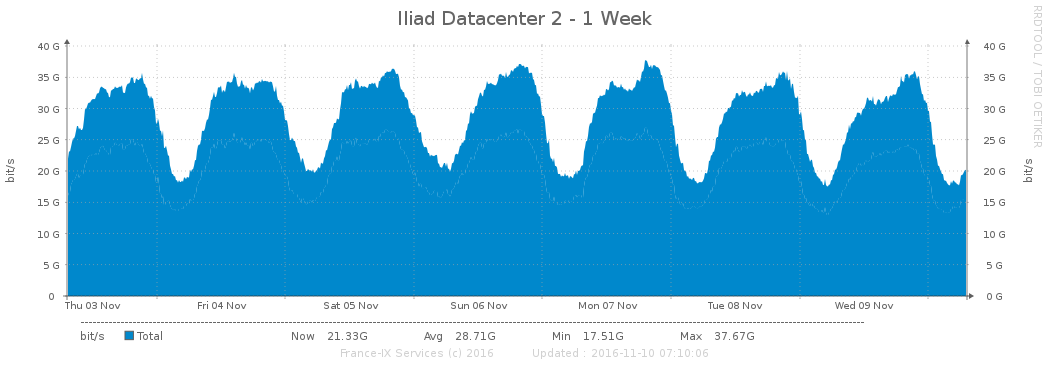 Iliad Datacenter 2 - 1 Week
RRDTOOL / TOBI OETIKER
bit/s
40 G 40 G
35 G 35 G
30 G 30 G
25 G 25 G
20 G 20 G
15 G 15 G
10 G 10 G
5 G 5 G
0 0 G
bit/s
Thu 03 Nov Fri 04 Nov Sat 05 Nov Sun 06 Nov Mon 07 Nov Tue 08 Nov Wed 09 Nov
bit/s Total Now 21.33G Avg 28.71G Min 17.51G Max 37.67G
France-IX Services (c) 2016 Updated : 2016-11-10 07:10:06